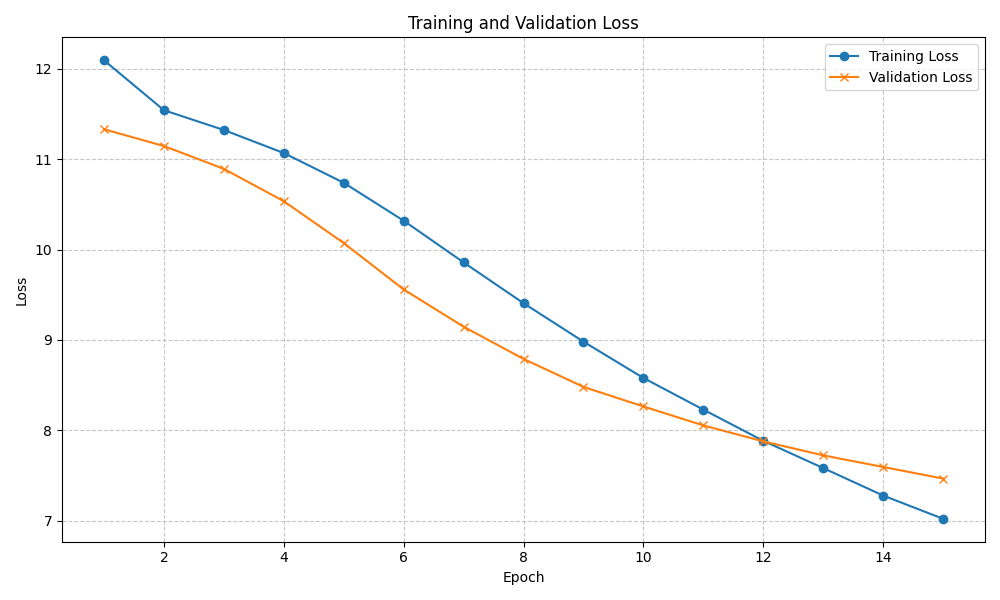 Training and Validation Loss
Training Loss
Validation Loss
12
11
10
9
8
7
Loss
2 4 6 8 10 12 14
Epoch